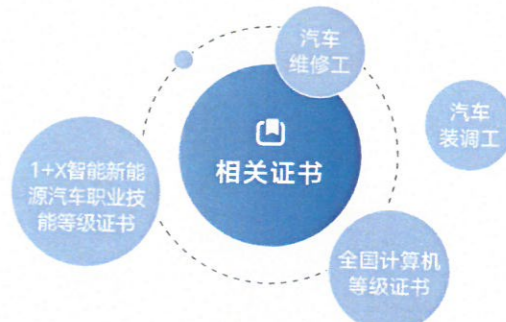 汽车
维修工
汽车
装调工
相关证书
1+X智能新能
源汽车职业技
能等级证书
全国计算机
等级证书